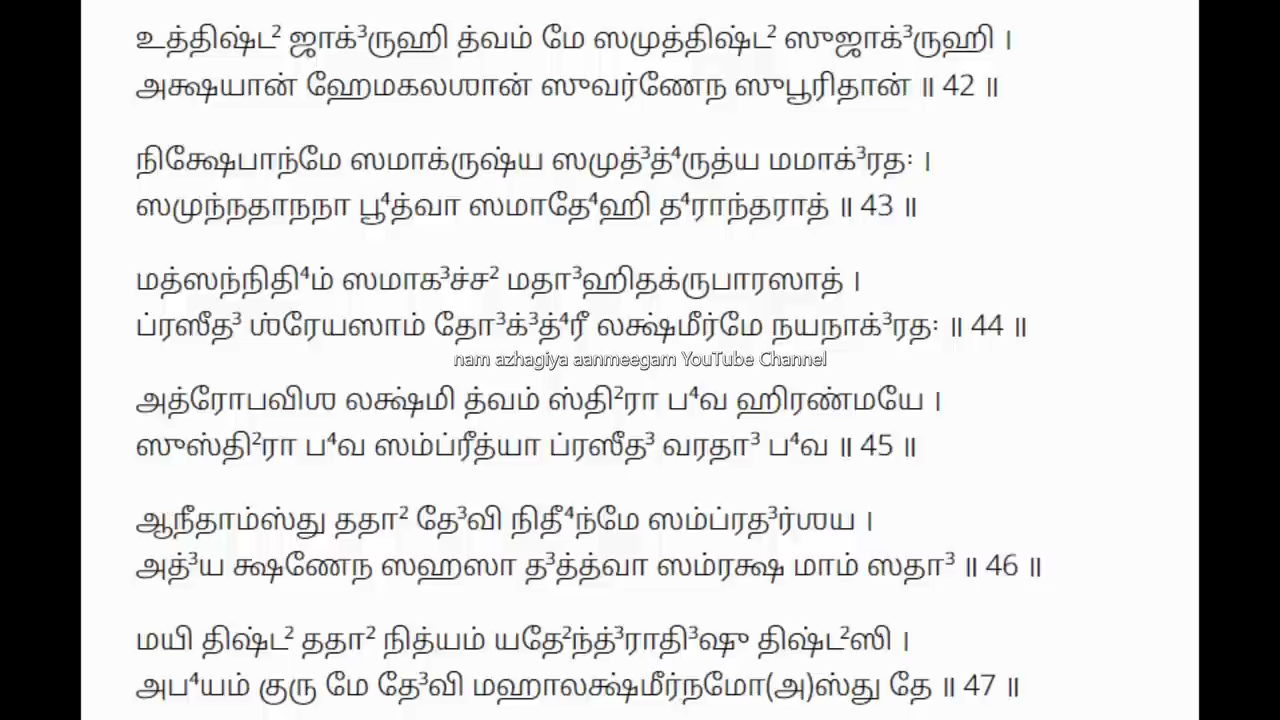 உத்திஷ்ட² ஜாக்³ருஹி த்வம் மே ஸமுத்திஷ்ட² ஸுஜாக்³ருஹி ।
அக்ஷயான் ஹேமகலஶான் ஸுவர்ணேந ஸுபூரிதான் ॥ 42 ॥
நிக்ஷேபாந்மே ஸமாக்ருஷ்ய ஸமுத்³த்⁴ருத்ய மமாக்³ரத꞉ ।
ஸமுந்நதாநநா பூ⁴த்வா ஸமாதே⁴ஹி த⁴ராந்தராத் ॥ 43 ॥
மத்ஸந்நிதி⁴ம் ஸமாக³ச்ச² மதா³ஹிதக்ருபாரஸாத் ।
ப்ரஸீத³ ஶ்ரேயஸாம் தோ³க்³த்⁴ரீ லக்ஷ்மீர்மே நயநாக்³ரத꞉ ॥ 44 ॥
nam azhagiya aanmeegam YouTube Channel
அத்ரோபவிஶ லக்ஷ்மி த்வம் ஸ்தி²ரா ப⁴வ ஹிரண்மயே ।
ஸுஸ்தி²ரா ப⁴வ ஸம்ப்ரீத்யா ப்ரஸீத³ வரதா³ ப⁴வ ॥ 45 ॥
ஆநீதாம்ஸ்து ததா² தே³வி நிதீ⁴ந்மே ஸம்ப்ரத³ர்ஶய ।
அத்³ய க்ஷணேந ஸஹஸா த³த்த்வா ஸம்ரக்ஷ மாம் ஸதா³ ॥ 46 ॥
மயி திஷ்ட² ததா² நித்யம் யதே²ந்த்³ராதி³ஷு திஷ்ட²ஸி ।
அப⁴யம் குரு மே தே³வி மஹாலக்ஷ்மீர்நமோ(அ)ஸ்து தே ॥ 47 ॥